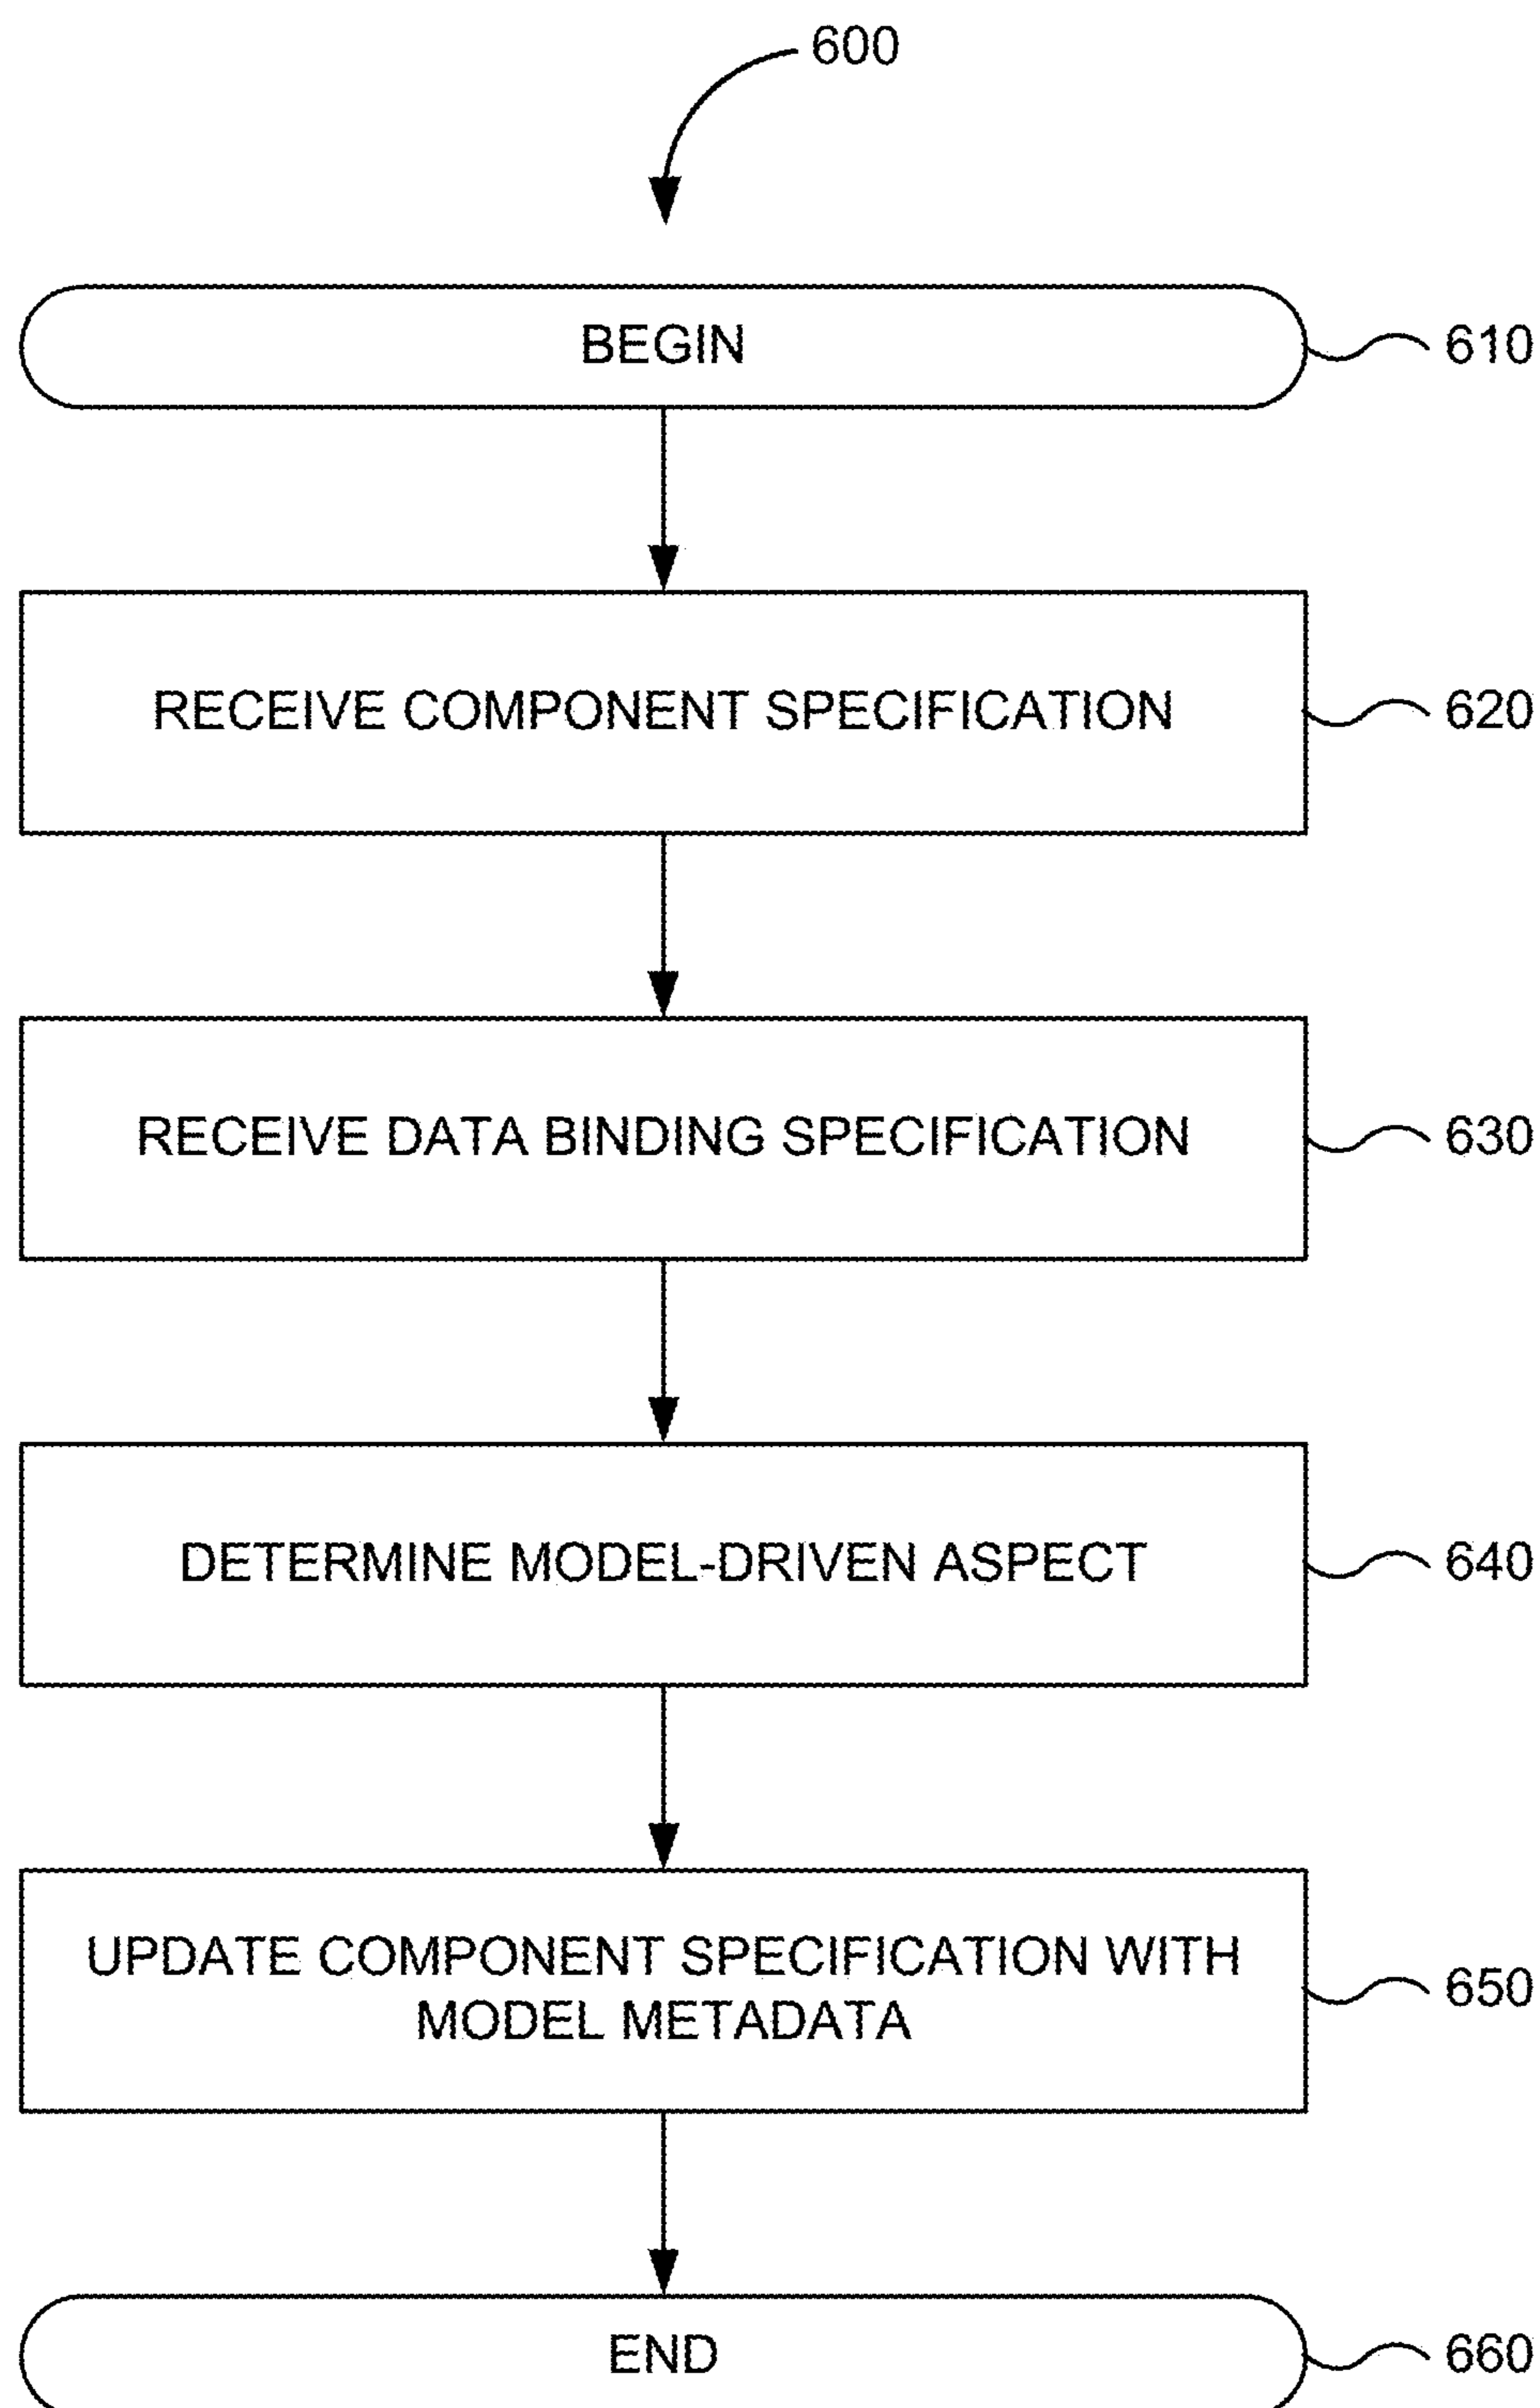 600
BEGIN
610
RECEIVE COMPONENT SPECIFICATION
620
RECEIVE DATA BINDING SPECIFICATION
630
DETERMINE MODEL-DRIVEN ASPECT
640
UPDATE COMPONENT SPECIFICATION WITH
MODEL METADATA
650
END
660